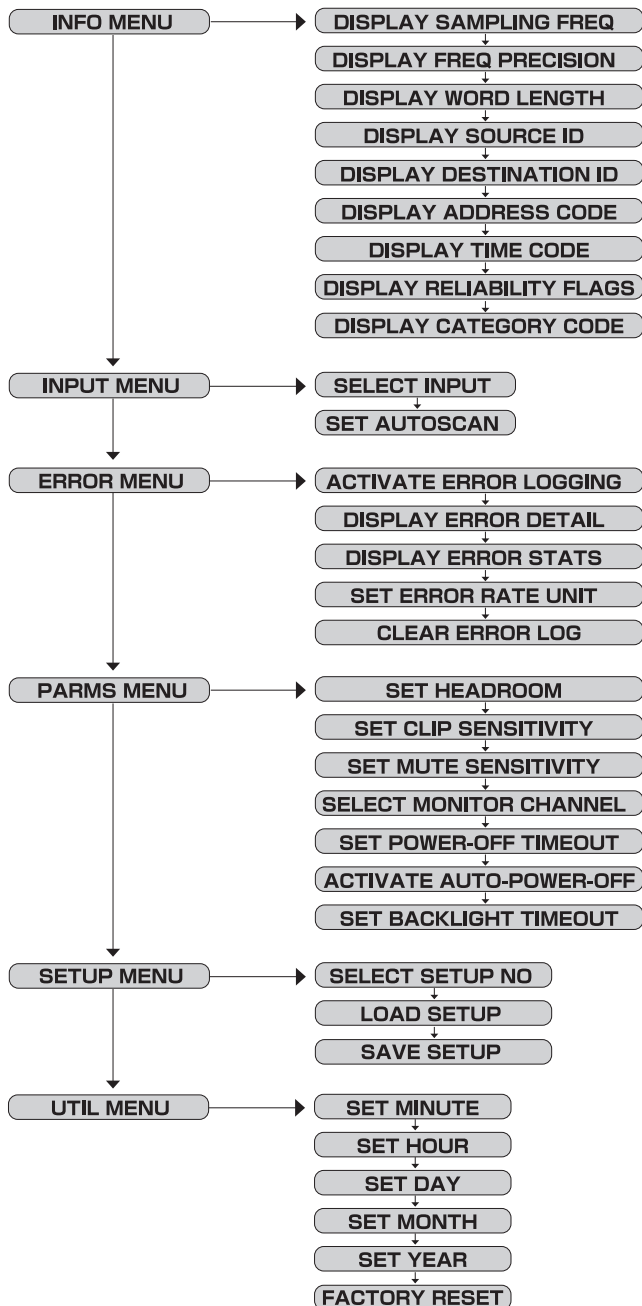 INFO MENU
DISPLAY SAMPLING FREQ
DISPLAY FREQ PRECISION
DISPLAY WORD LENGTH
DISPLAY SOURCE ID
DISPLAY DESTINATION ID
DISPLAY ADDRESS CODE
DISPLAY TIME CODE
DISPLAY RELIABILITY FLAGS
DISPLAY CATEGORY CODE
INPUT MENU
SELECT INPUT
SET AUTOSCAN
ERROR MENU
ACTIVATE ERROR LOGGING
DISPLAY ERROR DETAIL
DISPLAY ERROR STATS
SET ERROR RATE UNIT
CLEAR ERROR LOG
PARMS MENU
SET HEADROOM
SET CLIP SENSITIVITY
SET MUTE SENSITIVITY
SELECT MONITOR CHANNEL
SET POWER-OFF TIMEOUT
ACTIVATE AUTO-POWER-OFF
SET BACKLIGHT TIMEOUT
SETUP MENU
SELECT SETUP NO
LOAD SETUP
SAVE SETUP
UTIL MENU
SET MINUTE
SET HOUR
SET DAY
SET MONTH
SET YEAR
FACTORY RESET